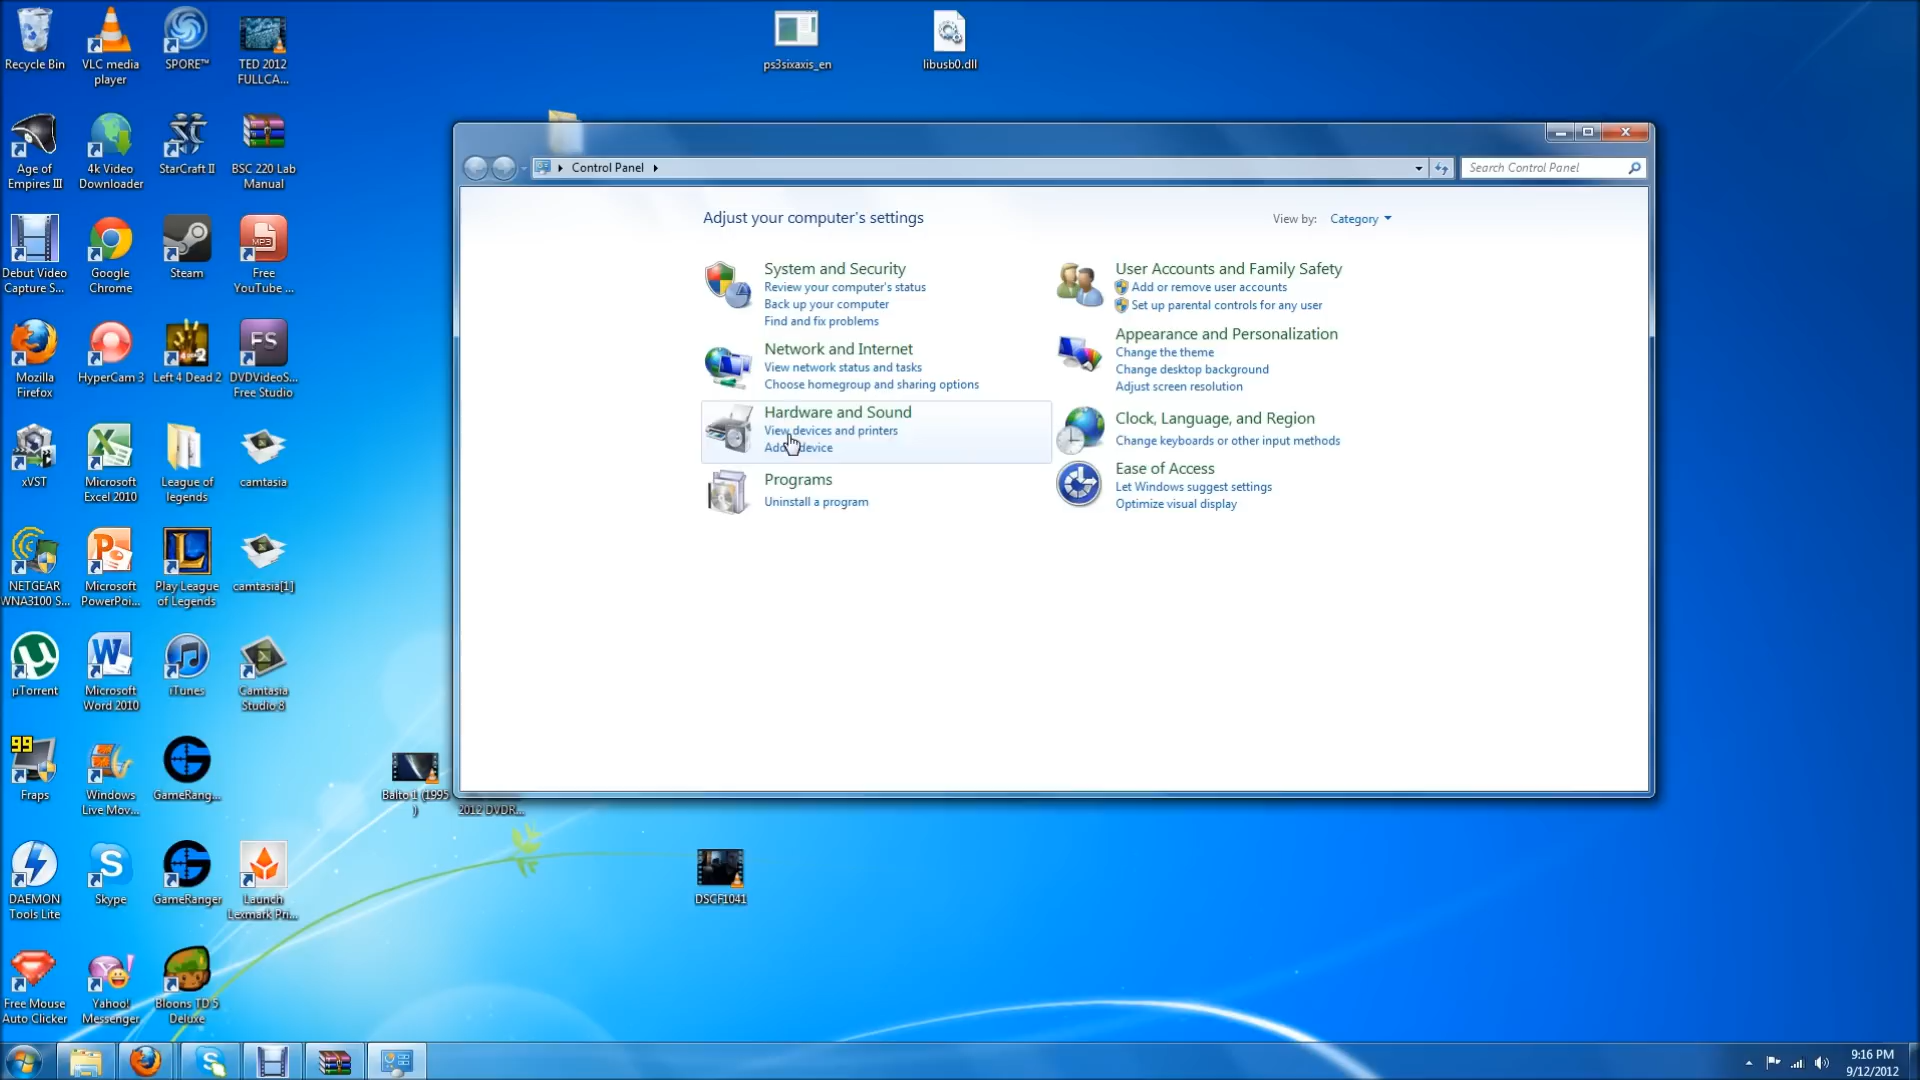 Recycle Bin
VLC media
player
SPORE™
TED 2012
FULLCA...
ps3sixaxis_en
libusb0.dll
Age of
Empires III
4k Video
Downloader
StarCraft II
BSC 220 Lab
Manual
Debut Video
Capture S...
Google
Chrome
Steam
MP3
Free
YouTube ...
Mozilla
Firefox
HyperCam 3
Left 4 Dead 2
FS
DVDVideoS...
Free Studio
xVST
Microsoft
Excel 2010
League of
legends
camtasia
NETGEAR
WNA3100 S...
Microsoft
PowerPoi...
Play League
of Legends
camtasia[1]
µTorrent
Microsoft
Word 2010
iTunes
Camtasia
Studio 8
99
Fraps
Windows
Live Mov...
GameRang...
Balto 1 (1995
)
2012 DVDR...
DAEMON
Tools Lite
Skype
GameRanger
Launch
Lexmark Pri...
DSCF1041
Free Mouse
Auto Clicker
Yahoo!
Messenger
Bloons TD 5
Deluxe
Control Panel
Search Control Panel
Adjust your computer's settings
View by: Category
System and Security
Review your computer's status
Back up your computer
Find and fix problems
Network and Internet
View network status and tasks
Choose homegroup and sharing options
Hardware and Sound
View devices and printers
Add device
Programs
Uninstall a program
User Accounts and Family Safety
Add or remove user accounts
Set up parental controls for any user
Appearance and Personalization
Change the theme
Change desktop background
Adjust screen resolution
Clock, Language, and Region
Change keyboards or other input methods
Ease of Access
Let Windows suggest settings
Optimize visual display
9:16 PM
9/12/2012